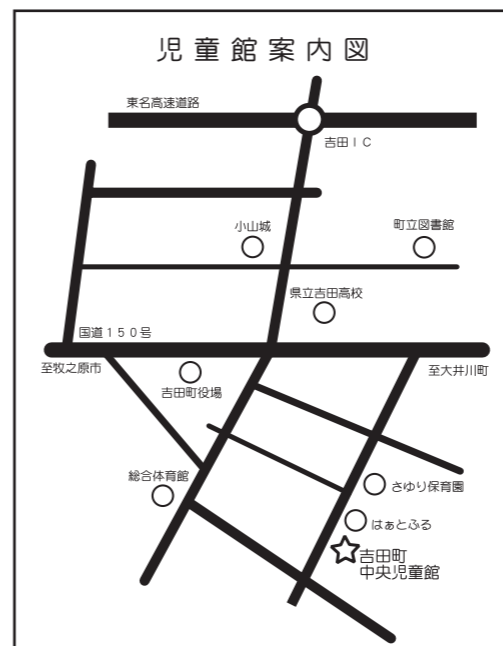 児童館案内図
東名高速道路
吉田ＩＣ
小山城
町立図書館
県立吉田高校
国道１５０号
至牧之原市
至大井川町
吉田町役場
総合体育館
さゆり保育園
はぁとふる
吉田町
中央児童館